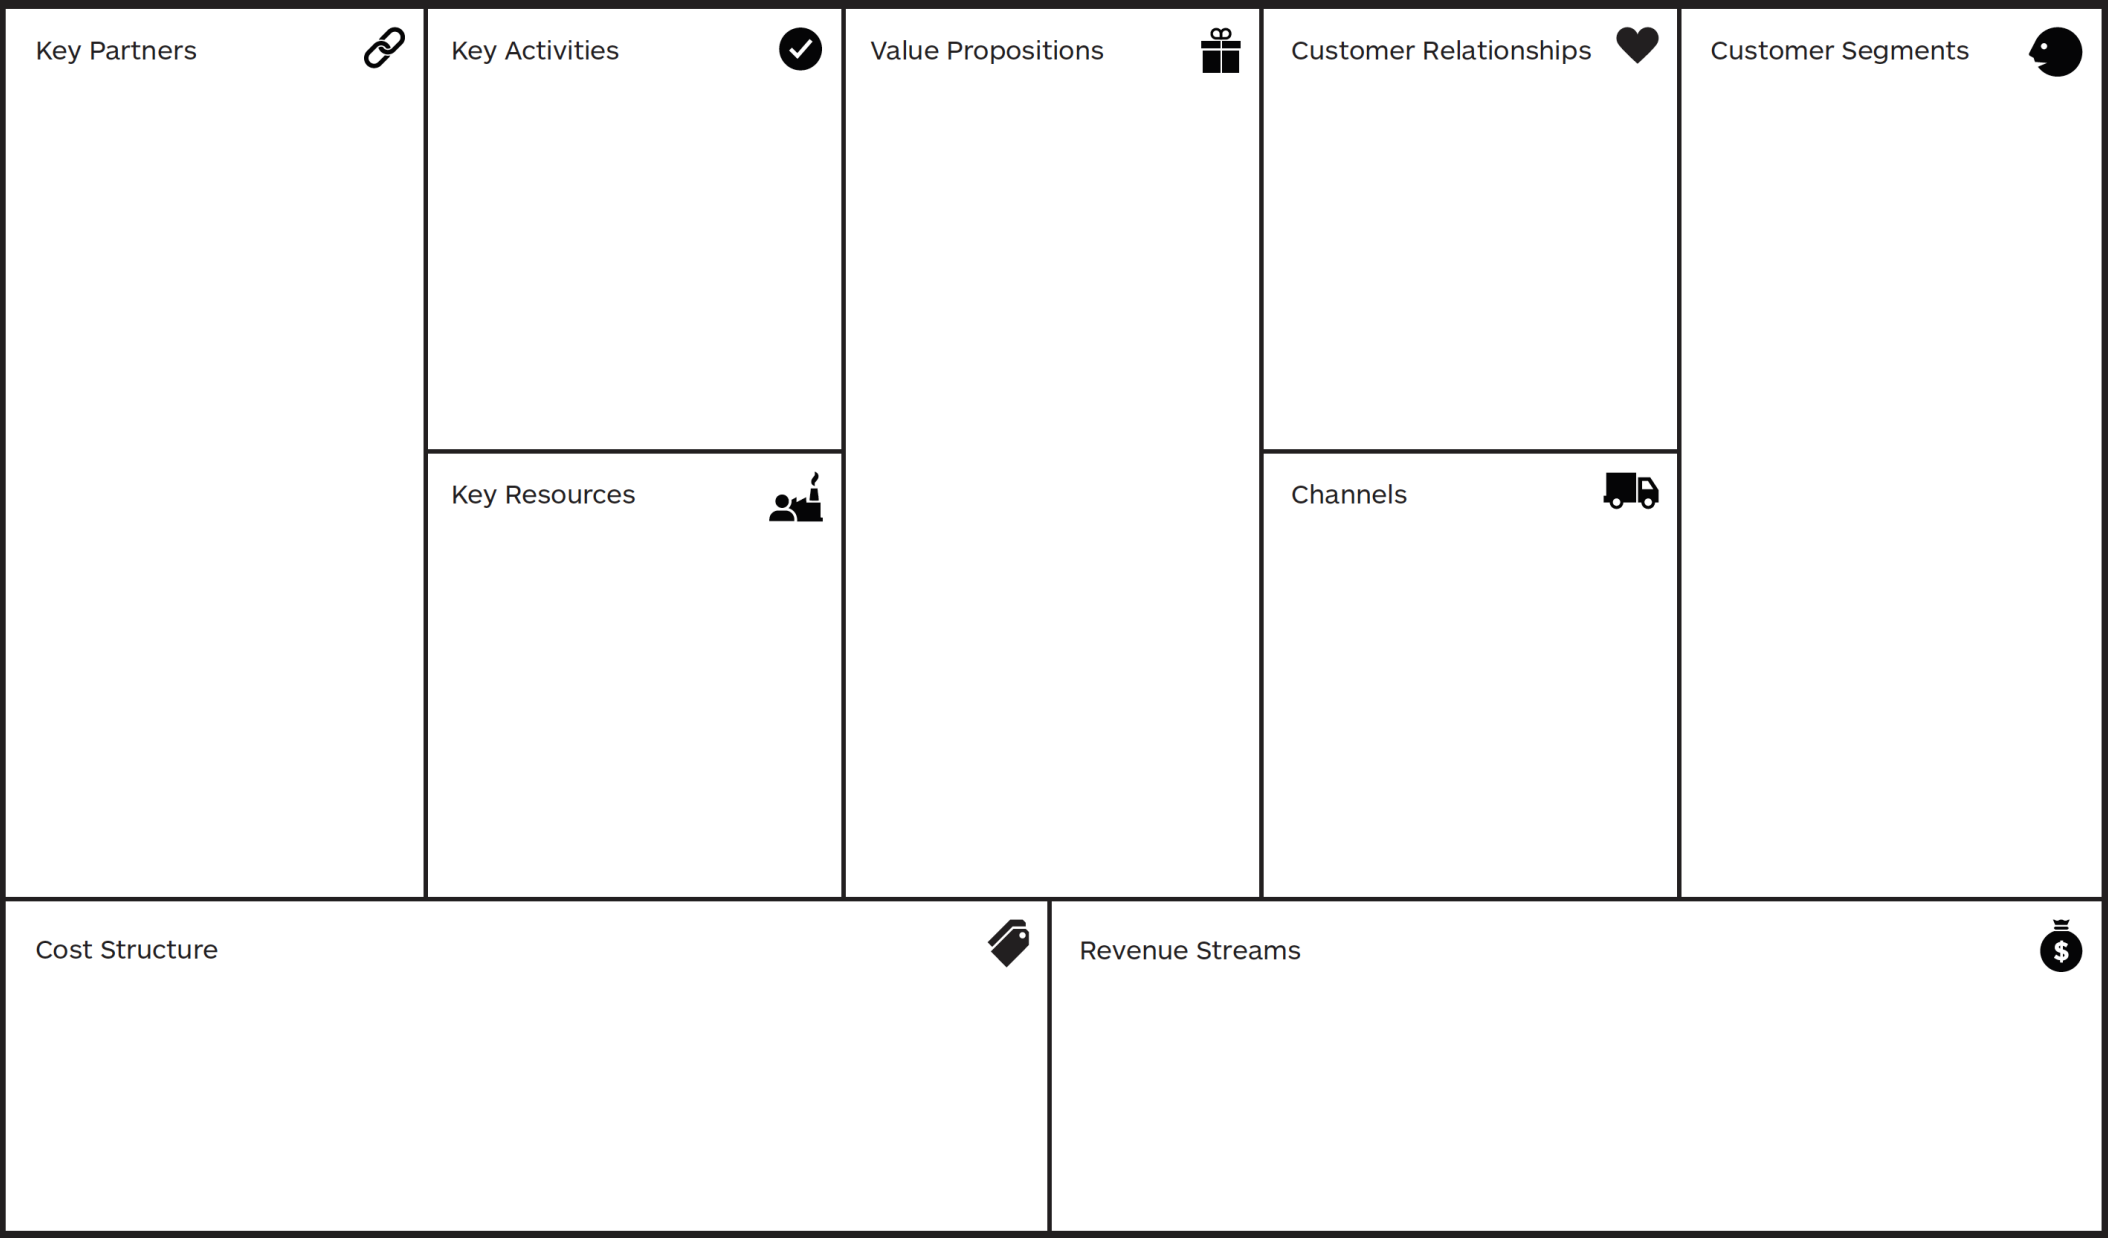 Key Partners
Key Activities
Value Propositions
Customer Relationships
Customer Segments
Key Resources
Channels
Cost Structure
Revenue Streams
$